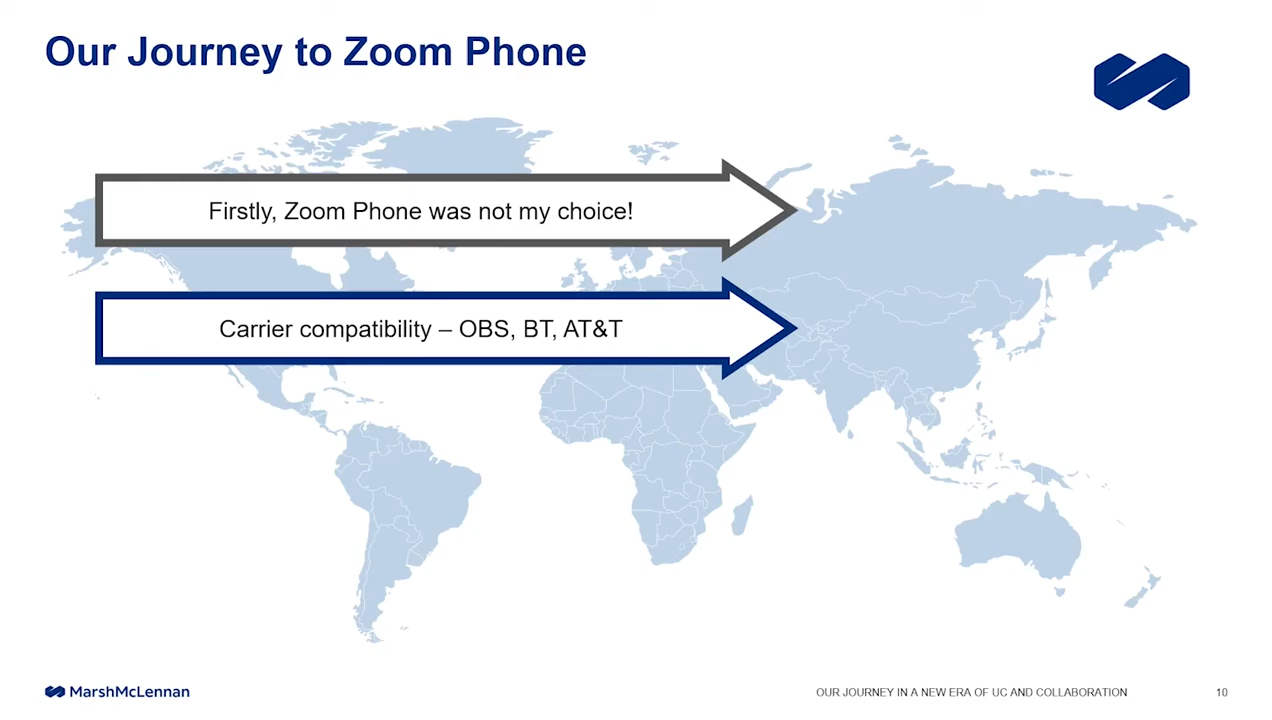 Our Journey to Zoom Phone
Firstly, Zoom Phone was not my choice!
Carrier compatibility – OBS, BT, AT&T
MarshMcLennan
OUR JOURNEY IN A NEW ERA OF UC AND COLLABORATION
10